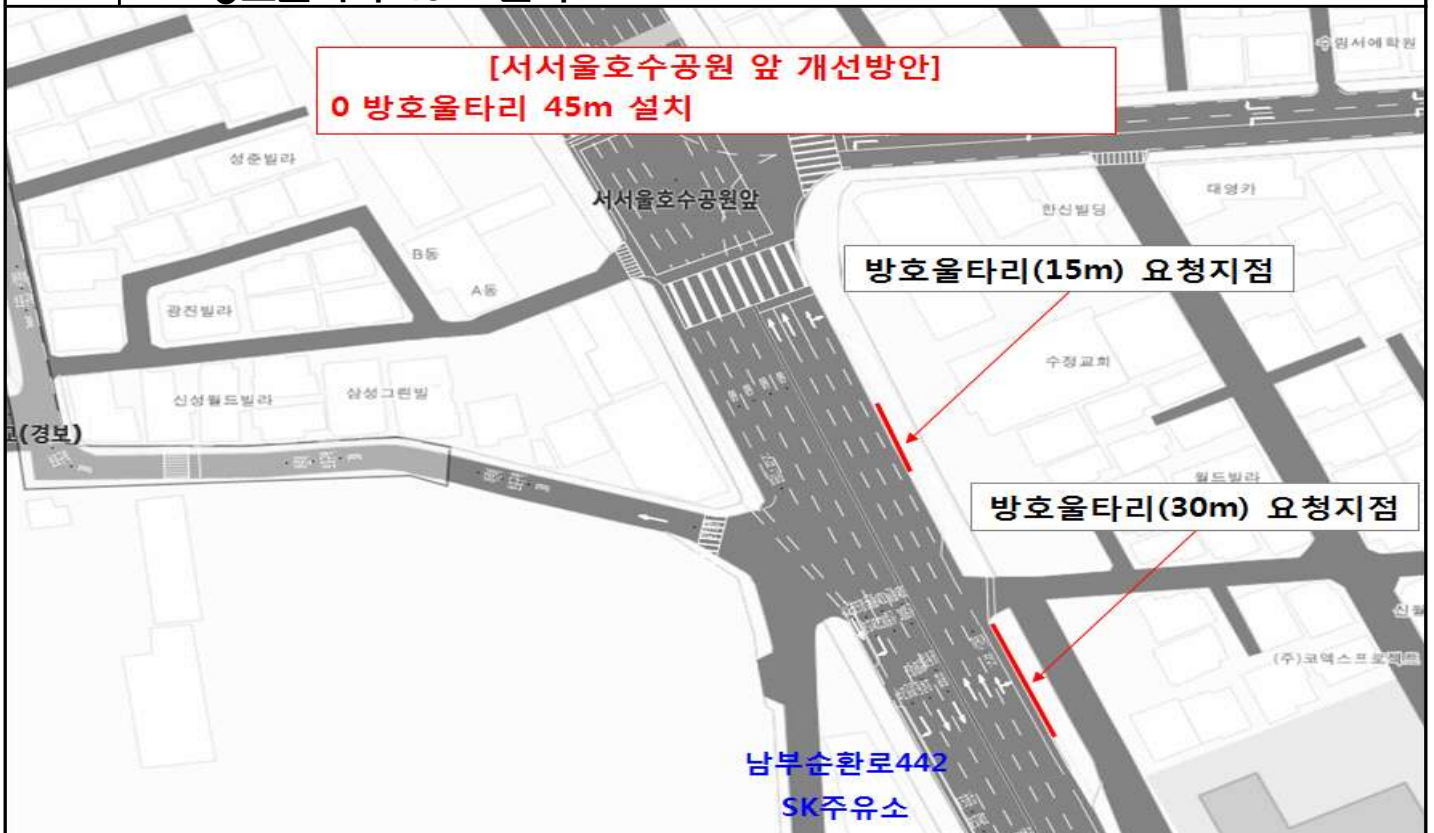 [서서울호수공원 앞 개선방안]
0 방호울타리 45m 설치
수림서예학원
성준빌라
대영카
서서울호수공원앞
한신빌딩
B동
방호울타리(15m) 요청지점
A동
광진빌라
수정교회
신성월드빌라
삼성그린빌
교(경보)
월드빌라
방호울타리(30m) 요청지점
신월
(주)코엑스프로젝트
남부순환로442
SK주유소